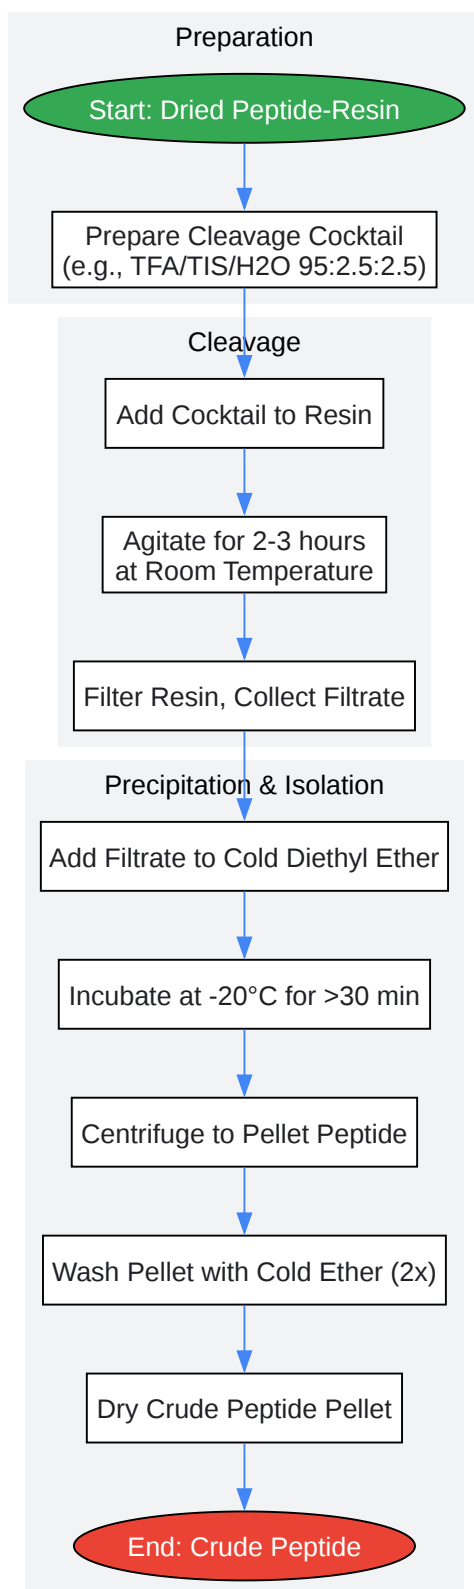 Preparation
Start: Dried Peptide-Resin
Prepare Cleavage Cocktail
(e.g., TFA/TIS/H2O 95:2.5:2.5)
Cleavage
Add Cocktail to Resin
Agitate for 2-3 hours
at Room Temperature
Filter Resin, Collect Filtrate
Precipitation & Isolation
Add Filtrate to Cold Diethyl Ether
Incubate at -20°C for >30 min
Centrifuge to Pellet Peptide
Wash Pellet with Cold Ether (2x)
Dry Crude Peptide Pellet
End: Crude Peptide